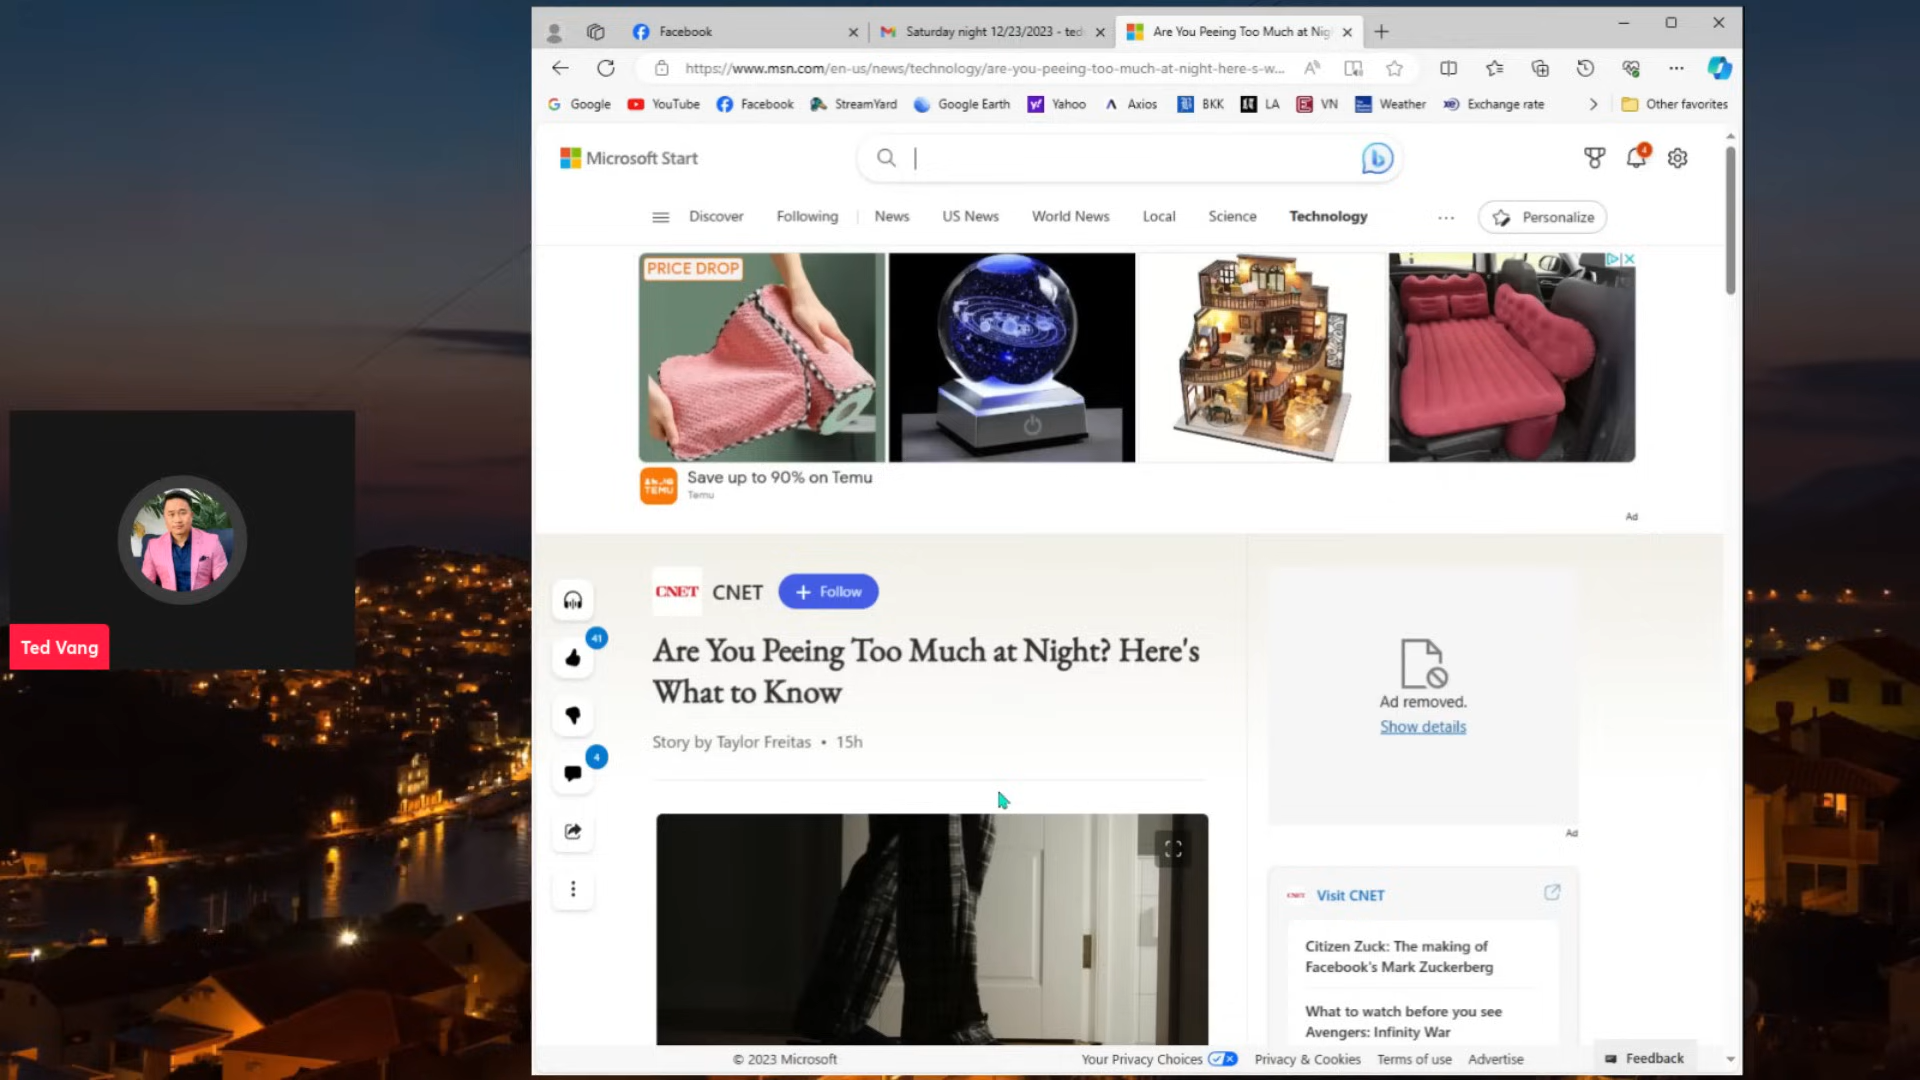 Facebook
Saturday night 12/23/2023 - ted
Are You Peeing Too Much at Nig
https://www.msn.com/en-us/news/technology/are-you-peeing-too-much-at-night-here-s-w...
Google YouTube Facebook StreamYard Google Earth Yahoo Axios BKK LA VN Weather Exchange rate Other favorites
Microsoft Start
4
Discover Following News US News World News Local Science Technology ... Personalize
PRICE DROP
TEMU
Save up to 90% on Temu
Temu
Ad
CNET CNET + Follow
Are You Peeing Too Much at Night? Here's
What to Know
Story by Taylor Freitas • 15h
41
4
Ad removed.
Show details
Ad
CNET Visit CNET
Citizen Zuck: The making of
Facebook's Mark Zuckerberg
What to watch before you see
Avengers: Infinity War
© 2023 Microsoft Your Privacy Choices Privacy & Cookies Terms of use Advertise Feedback
Ted Vang